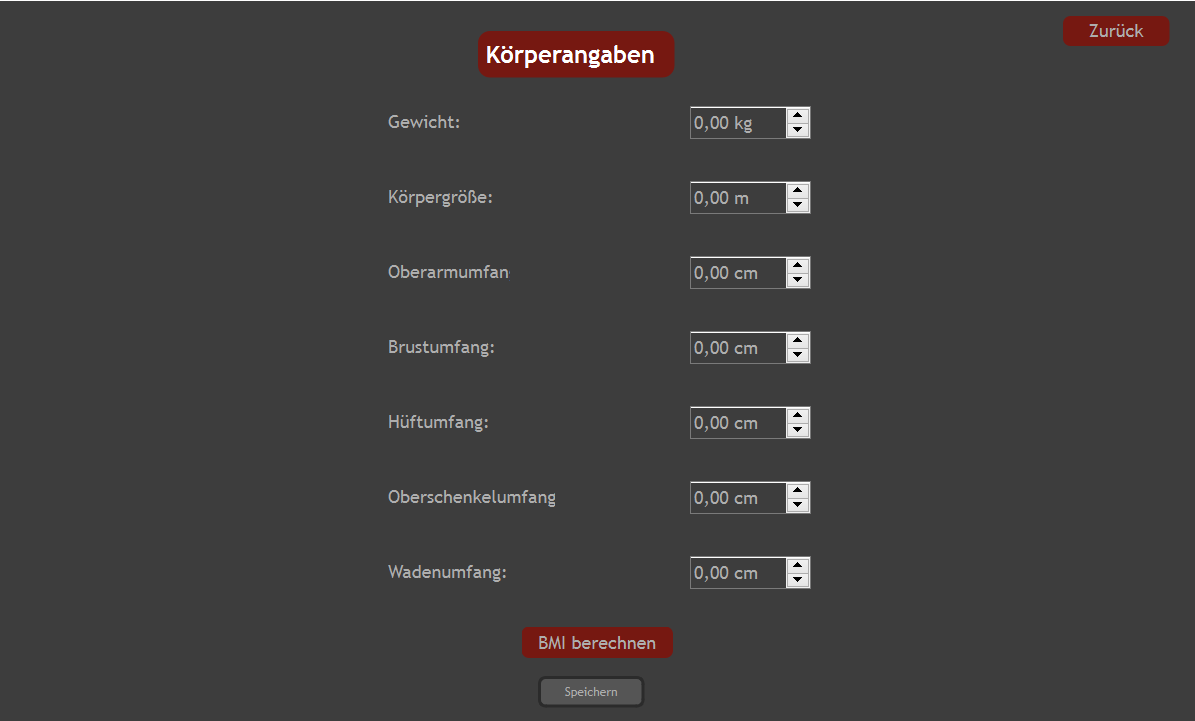 Zurück
Körperangaben
Gewicht: 0,00 kg
Körpergröße: 0,00 m
Oberarmumfan 0,00 cm
Brustumfang: 0,00 cm
Hüftumfang: 0,00 cm
Oberschenkelumfang 0,00 cm
Wadenumfang: 0,00 cm
BMI berechnen
Speichern